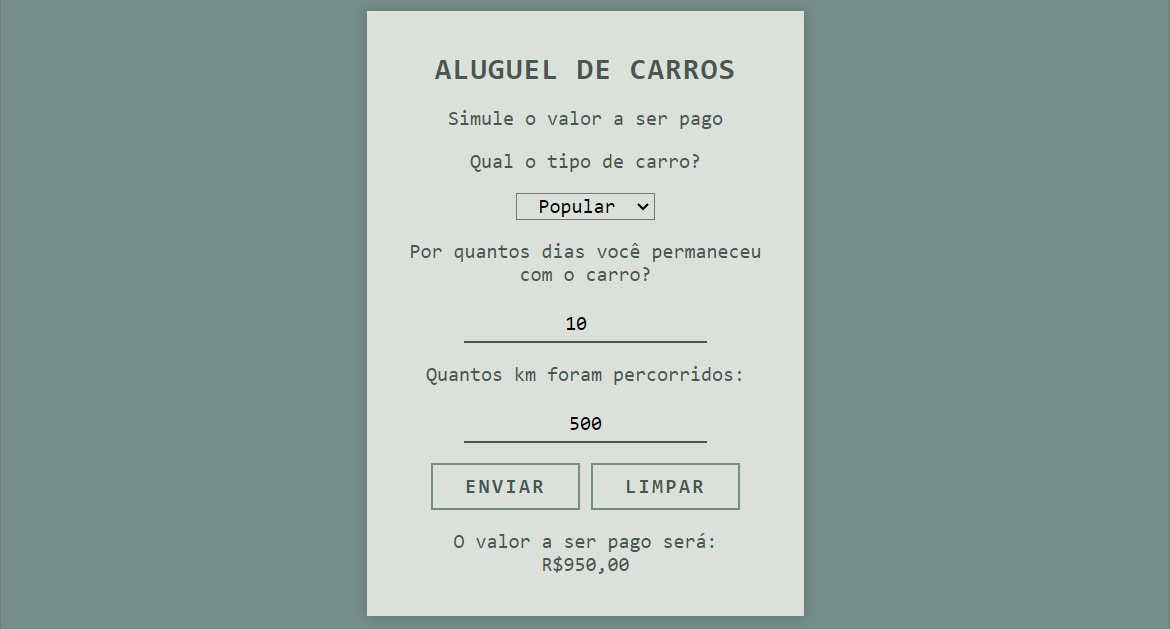 ALUGUEL DE CARROS
Simule o valor a ser pago
Qual o tipo de carro?
Popular
Por quantos dias você permaneceu
com o carro?
10
Quantos km foram percorridos:
500
ENVIAR LIMPAR
O valor a ser pago será:
R$950,00